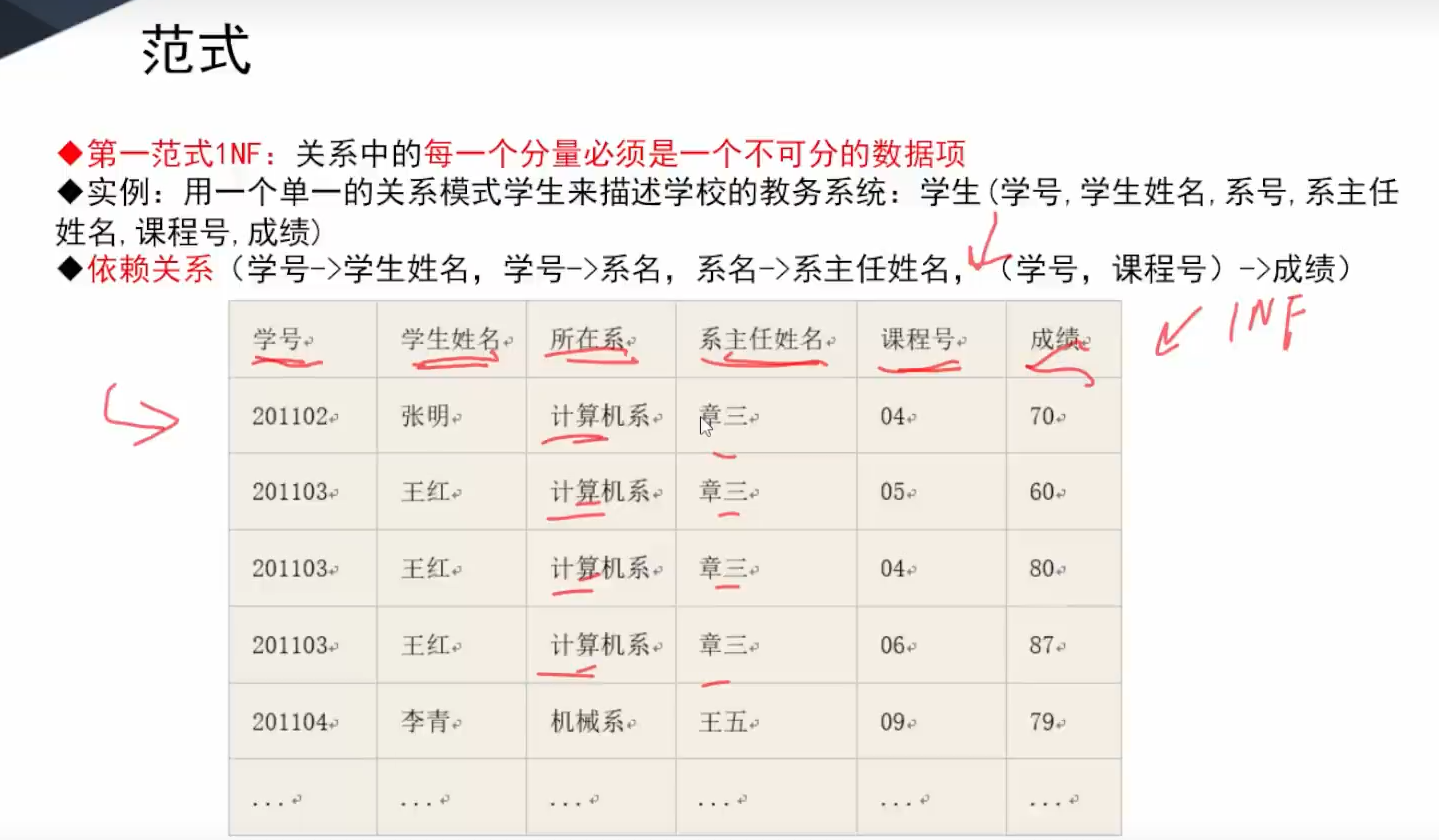 范式
◆第一范式1NF：关系中的每一个分量必须是一个不可分的数据项
◆实例：用一个单一的关系模式学生来描述学校的教务系统：学生(学号,学生姓名,系号,系主任
姓名,课程号,成绩)
◆依赖关系（学号->学生姓名，学号->系名，系名->系主任姓名，（学号，课程号）->成绩）
1NF
学号 学生姓名 所在系 系主任姓名 课程号 成绩
201102 张明 计算机系 章三 04 70
201103 王红 计算机系 章三 05 60
201103 王红 计算机系 章三 04 80
201103 王红 计算机系 章三 06 87
201104 李青 机械系 王五 09 79
... ... ... ... ... ...